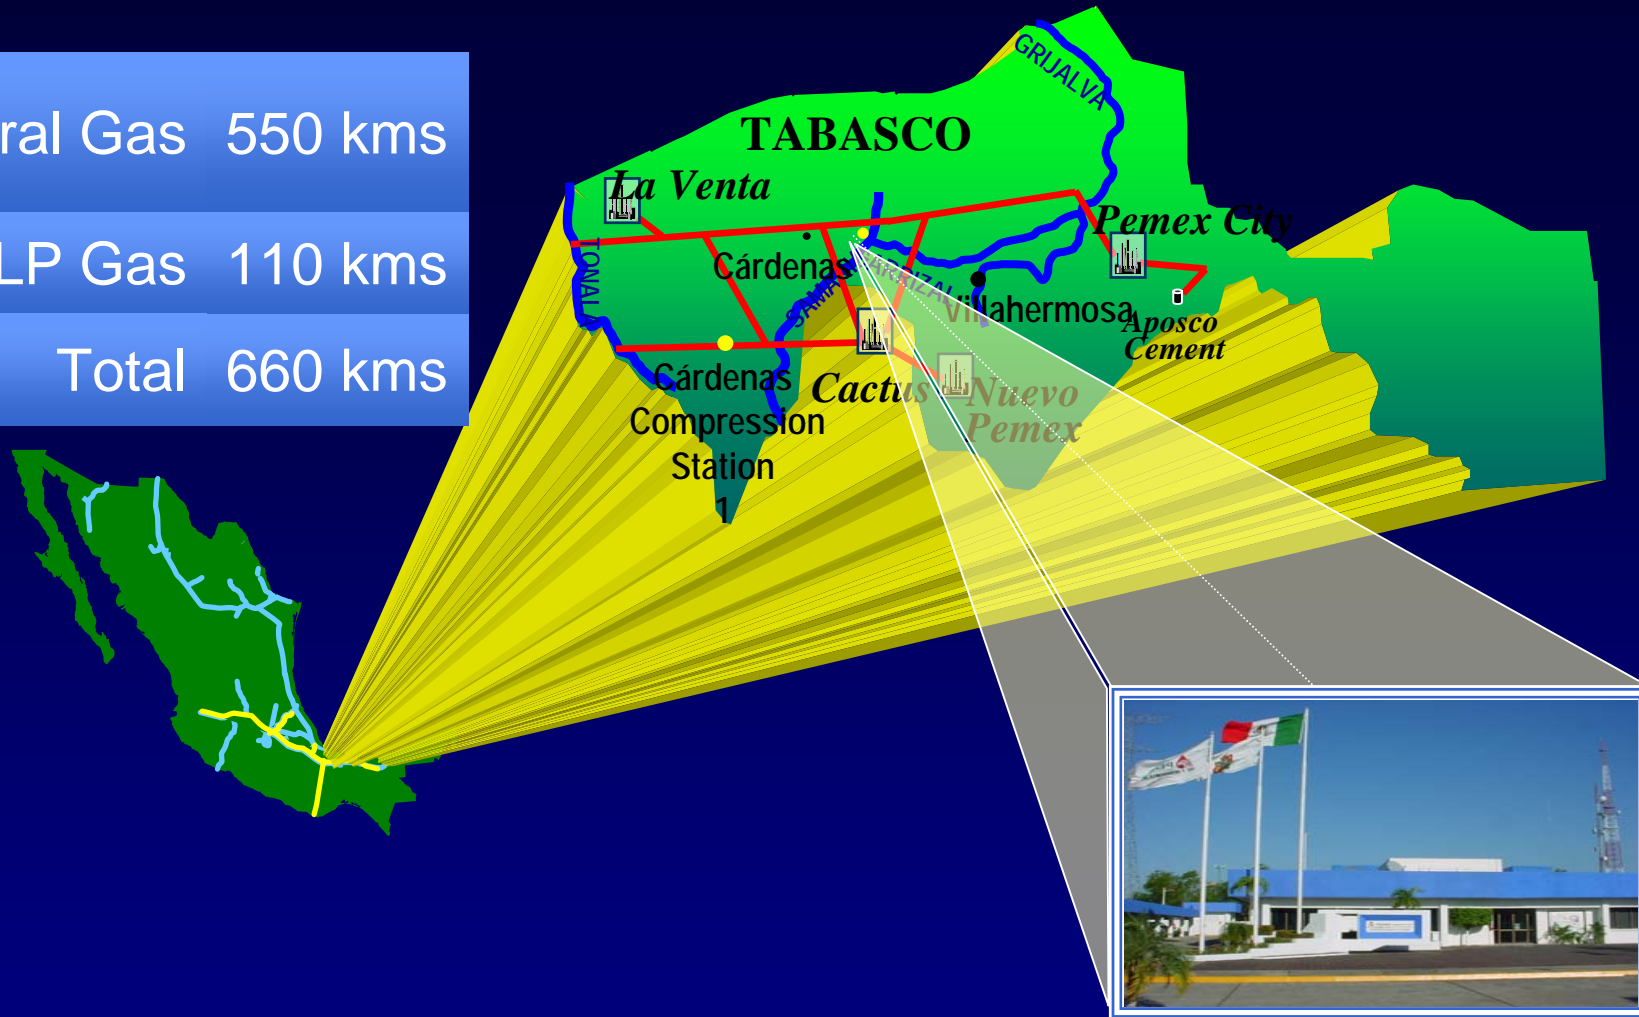 ral Gas 550 kms
LP Gas 110 kms
Total 660 kms
GRIJALVA
TABASCO
La Venta
Pemex City
TONALA
Cárdenas
CARRIZAL
Villahermosa
Aposco
Cement
Cárdenas
Compression
Station
1
Cactus
Nuevo
Pemex